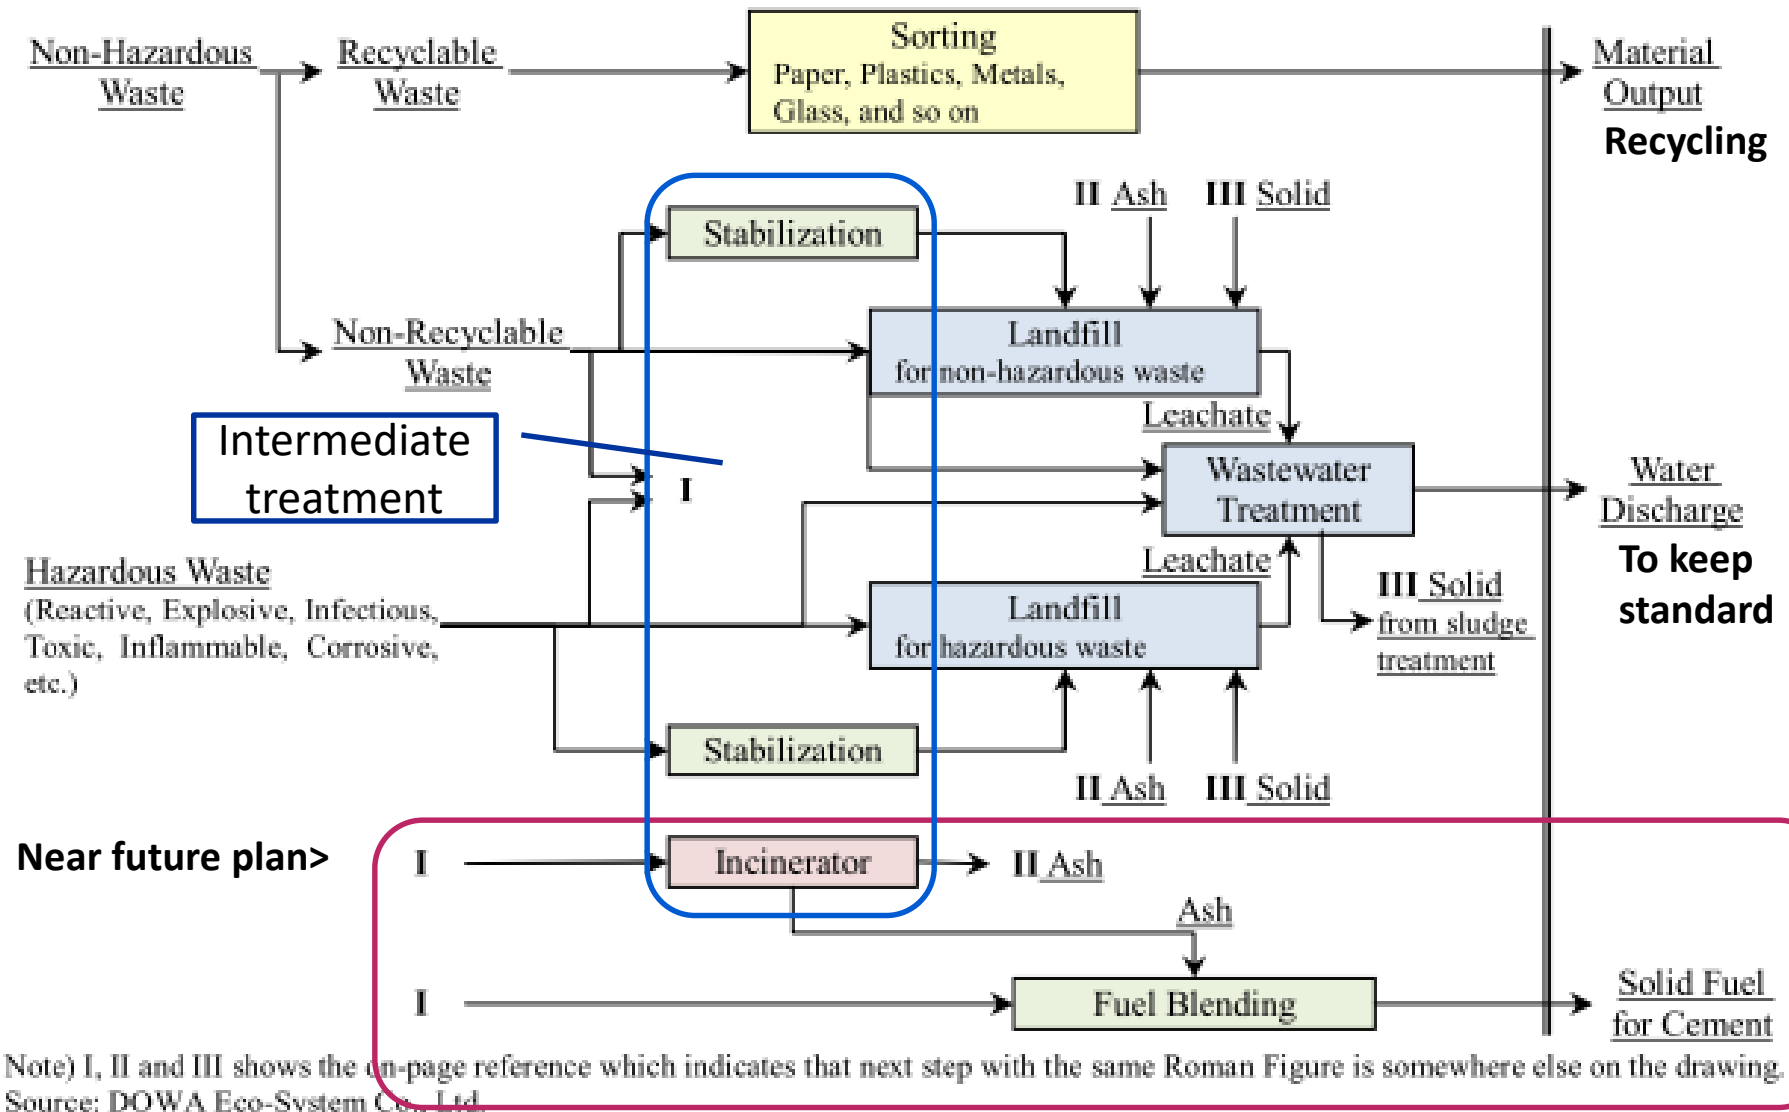 Non-Hazardous
Waste
Recyclable
Waste
Sorting
Paper, Plastics, Metals,
Glass, and so on
Material
Output
Recycling
II Ash
III Solid
Stabilization
Non-Recyclable
Waste
Landfill
for non-hazardous waste
Leachate
Intermediate
treatment
I
Wastewater
Treatment
Water
Discharge
To keep
standard
Leachate
Hazardous Waste
(Reactive, Explosive, Infectious,
Toxic, Inflammable, Corrosive,
etc.)
Landfill
for hazardous waste
III Solid
from sludge
treatment
Stabilization
II Ash
III Solid
Near future plan>
I
Incinerator
II Ash
Ash
I
Fuel Blending
Solid Fuel
for Cement
Note) I, II and III shows the on-page reference which indicates that next step with the same Roman Figure is somewhere else on the drawing.
Source: DOWA Eco-System Co., Ltd.